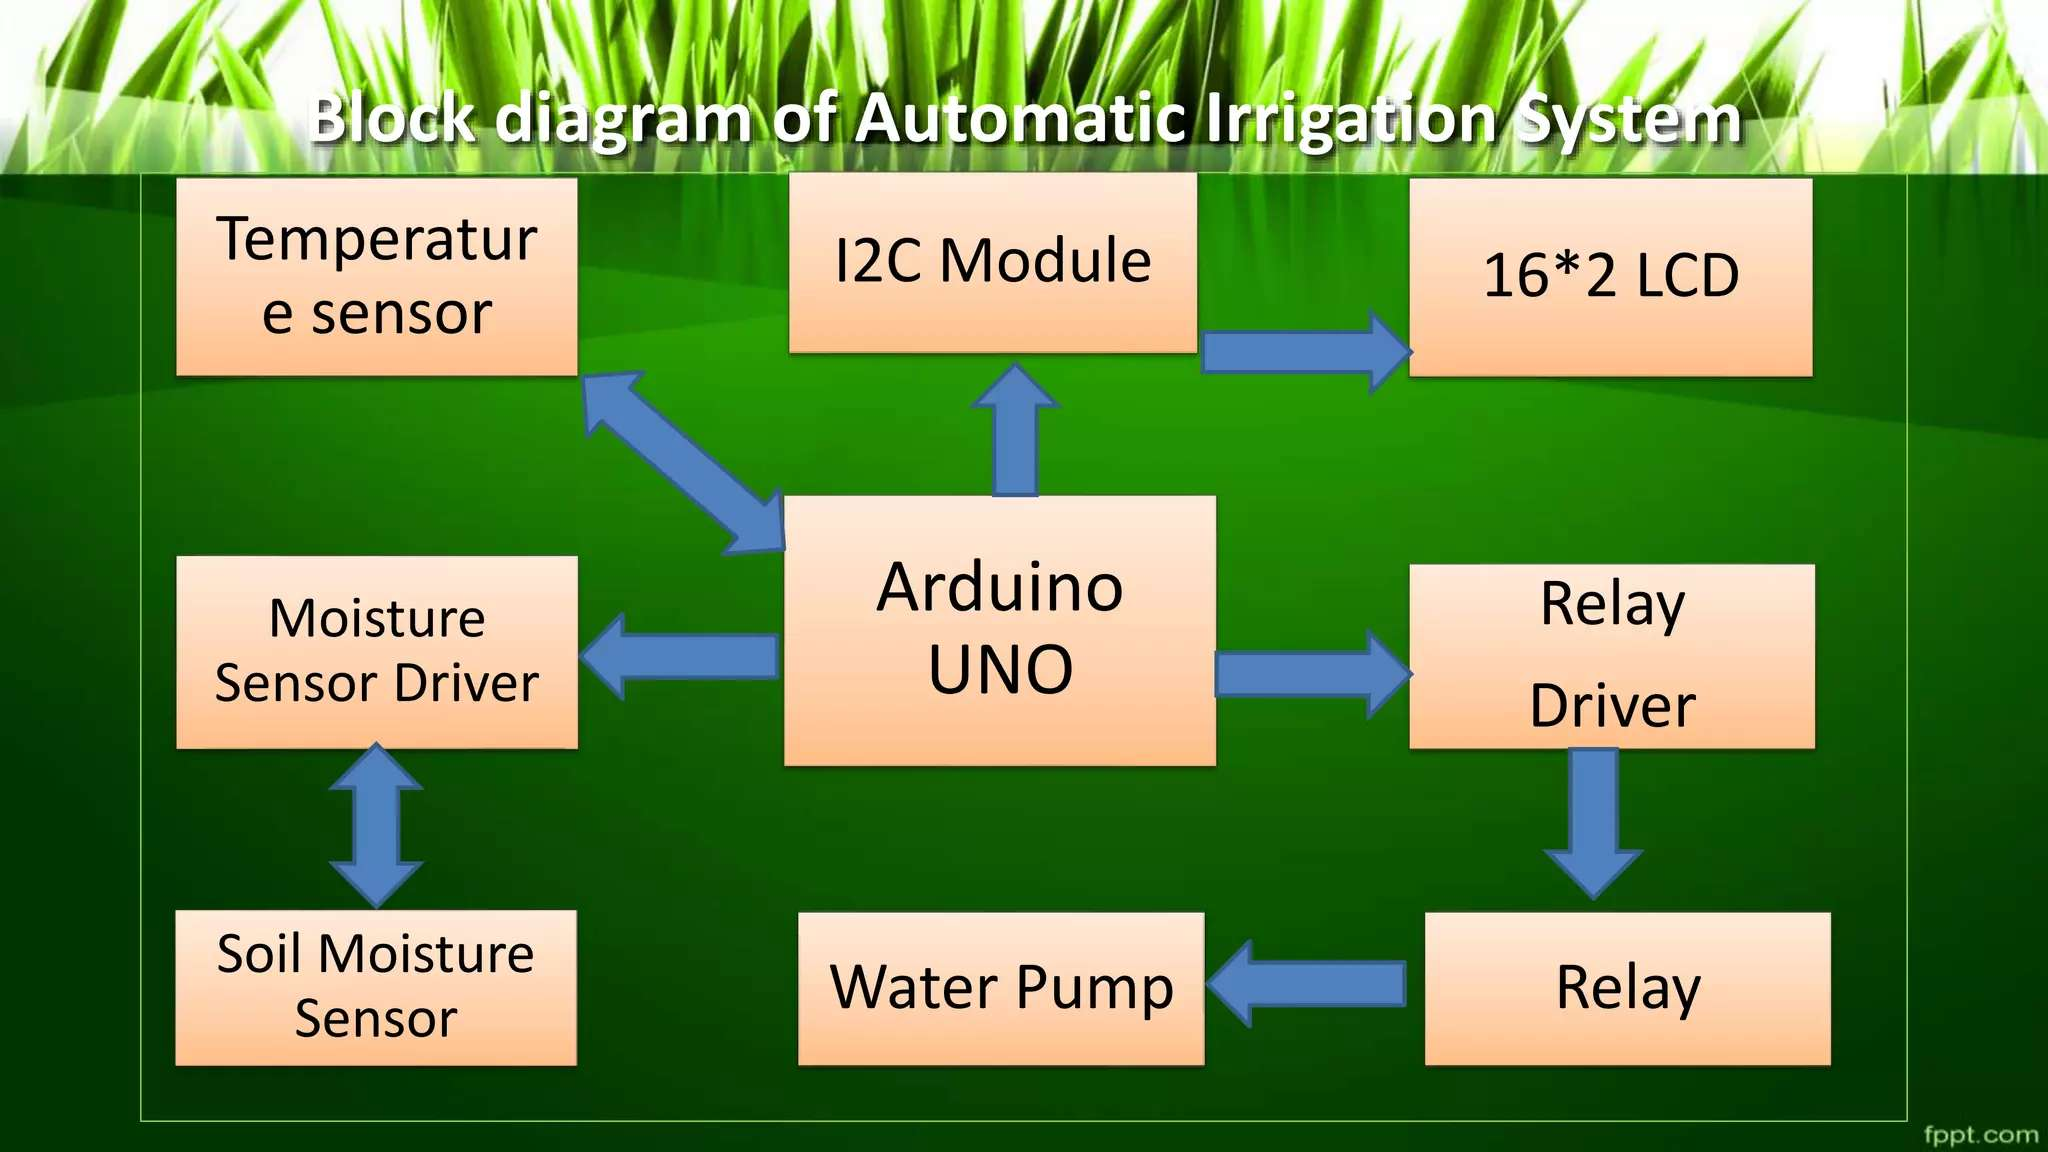 Block diagram of Automatic Irrigation System
Temperatur
e sensor
I2C Module
16*2 LCD
Moisture
Sensor Driver
Arduino
UNO
Relay
Driver
Soil Moisture
Sensor
Water Pump
Relay
fppt.com